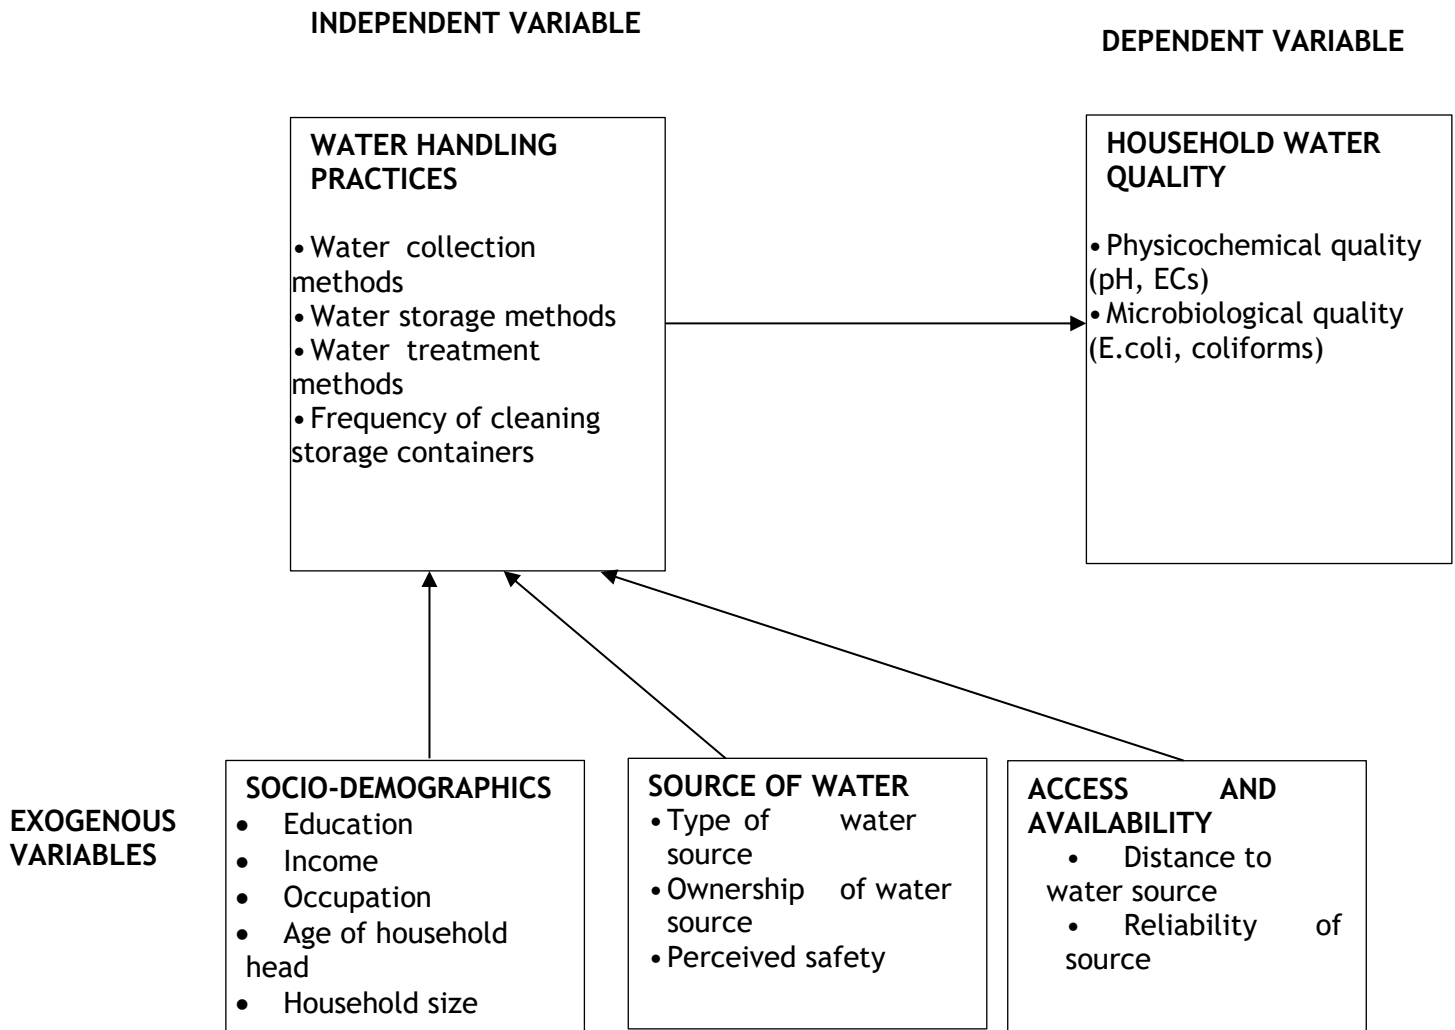 INDEPENDENT VARIABLE
DEPENDENT VARIABLE
WATER HANDLING
PRACTICES
• Water collection
methods
• Water storage methods
• Water treatment
methods
• Frequency of cleaning
storage containers
HOUSEHOLD WATER
QUALITY
• Physicochemical quality
(pH, ECs)
• Microbiological quality
(E.coli, coliforms)
EXOGENOUS
VARIABLES
SOCIO-DEMOGRAPHICS
• Education
• Income
• Occupation
• Age of household
head
• Household size
SOURCE OF WATER
• Type of water
source
• Ownership of water
source
• Perceived safety
ACCESS AND
AVAILABILITY
• Distance to
water source
• Reliability of
source